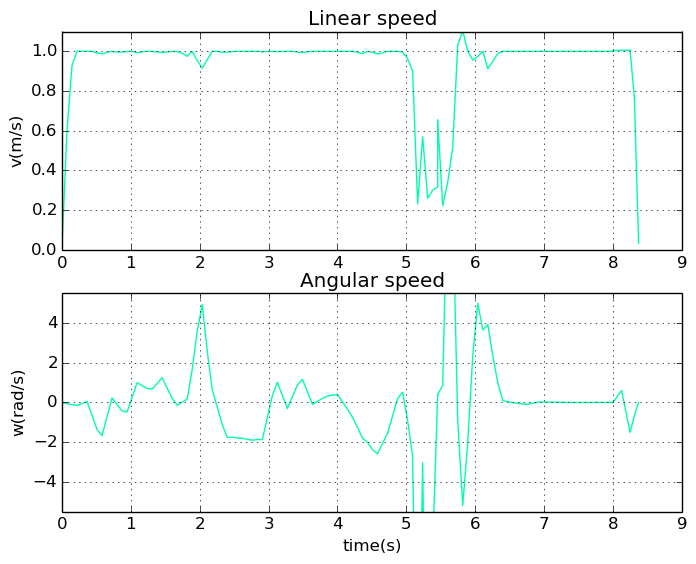 Linear speed
v(m/s)
1.0
0.8
0.6
0.4
0.2
0.0
0 1 2 3 4 5 6 7 8 9
Angular speed
w(rad/s)
4
2
0
−2
−4
0 1 2 3 4 5 6 7 8 9
time(s)